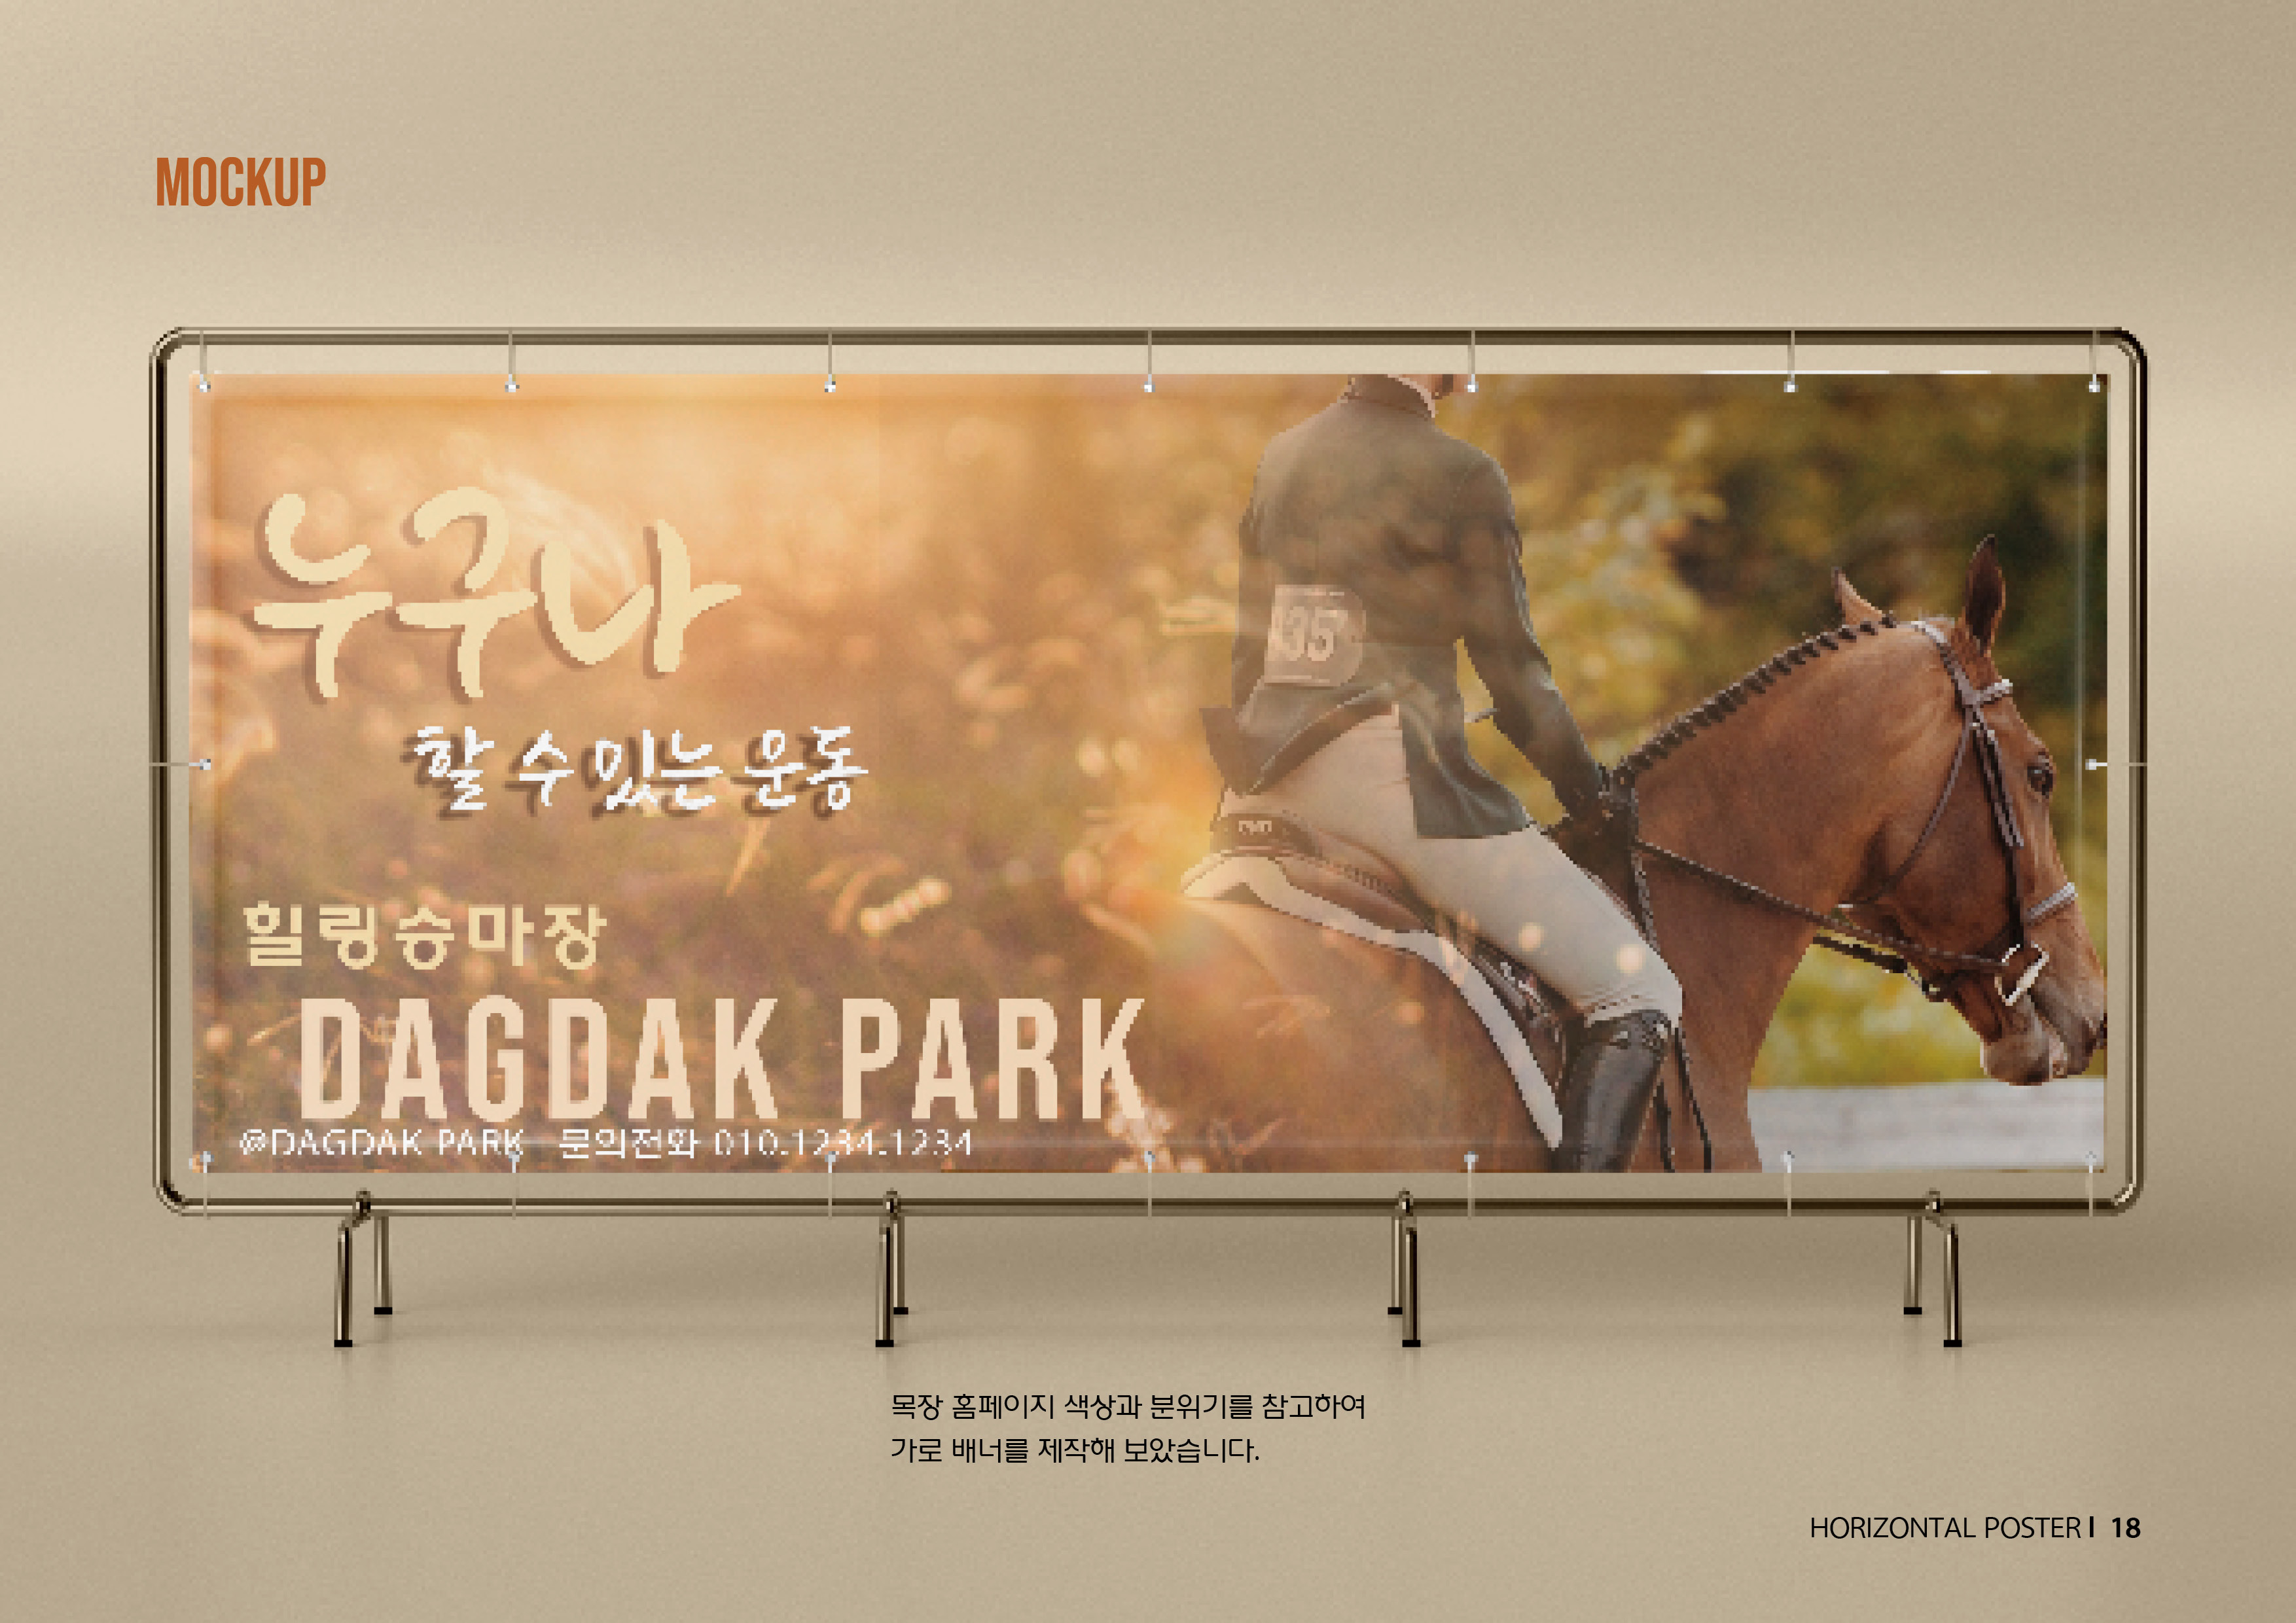 MOCKUP
누구나
할 수 있는 운동
힐링승마장
DAGDAK PARK
@DAGDAK PARK 문의전화 010.1234.1234
35
목장 홈페이지 색상과 분위기를 참고하여
가로 배너를 제작해 보았습니다.
HORIZONTAL POSTER | 18